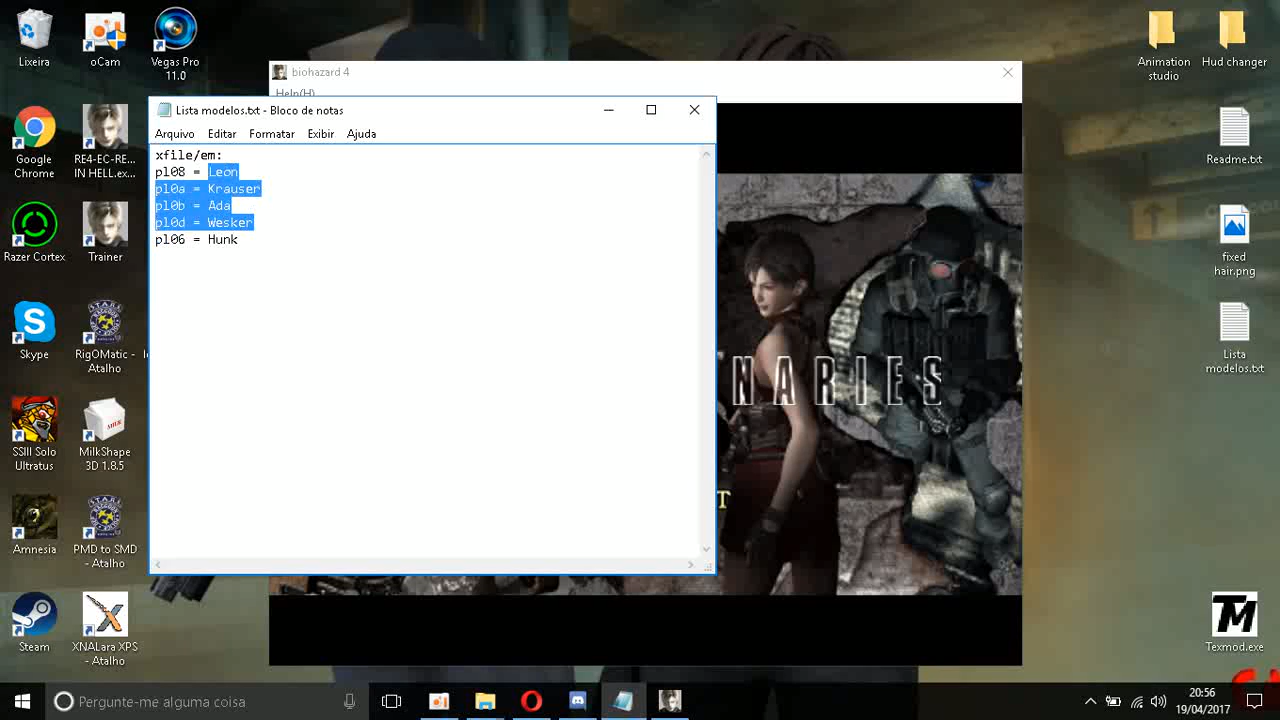 Lixeira
oCam
Vegas Pro
11.0
Animation
studio
Hud changer
biohazard 4
Help(H)
Lista modelos.txt - Bloco de notas
Arquivo Editar Formatar Exibir Ajuda
xfile/em:
pl08 = Leon
pl0a = Krauser
pl0b = Ada
pl0d = Wesker
pl06 = Hunk
Google
Chrome
RE4-EC-RE...
IN HELL.ex...
Readme.txt
Razer Cortex
Trainer
fixed
hair.png
Skype
S
RigOMatic -
Atalho
STARS
Lista
modelos.txt
NARIES
T
SSIII Solo
Ultratus
MILK
MilkShape
3D 1.8.5
Amnesia
PMD to SMD
- Atalho
Steam
XNALara XPS
- Atalho
TM
Texmod.exe
Pergunte-me alguma coisa
20:56
19/04/2017